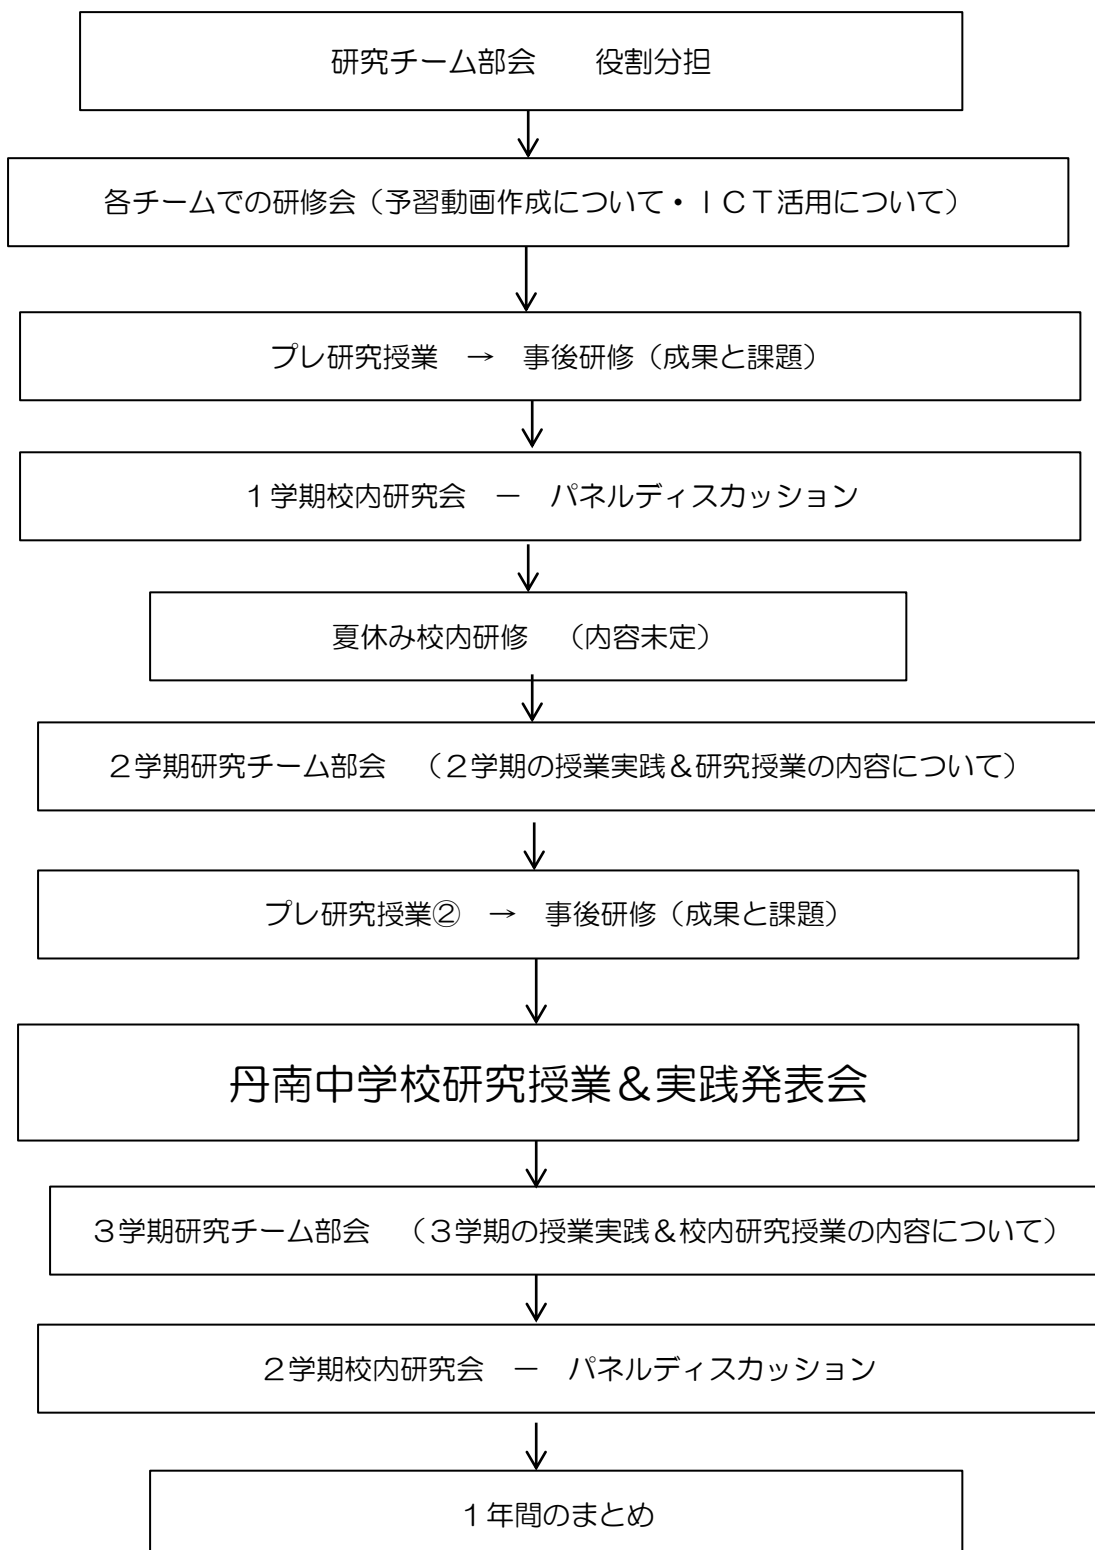 研究チーム部会　　役割分担
各チームでの研修会（予習動画作成について・ＩＣＴ活用について）
プレ研究授業　→　事後研修（成果と課題）
１学期校内研究会　－　パネルディスカッション
夏休み校内研修　（内容未定）
２学期研究チーム部会　（２学期の授業実践＆研究授業の内容について）
プレ研究授業②　→　事後研修（成果と課題）
丹南中学校研究授業＆実践発表会
３学期研究チーム部会　（３学期の授業実践＆校内研究授業の内容について）
２学期校内研究会　－　パネルディスカッション
１年間のまとめ